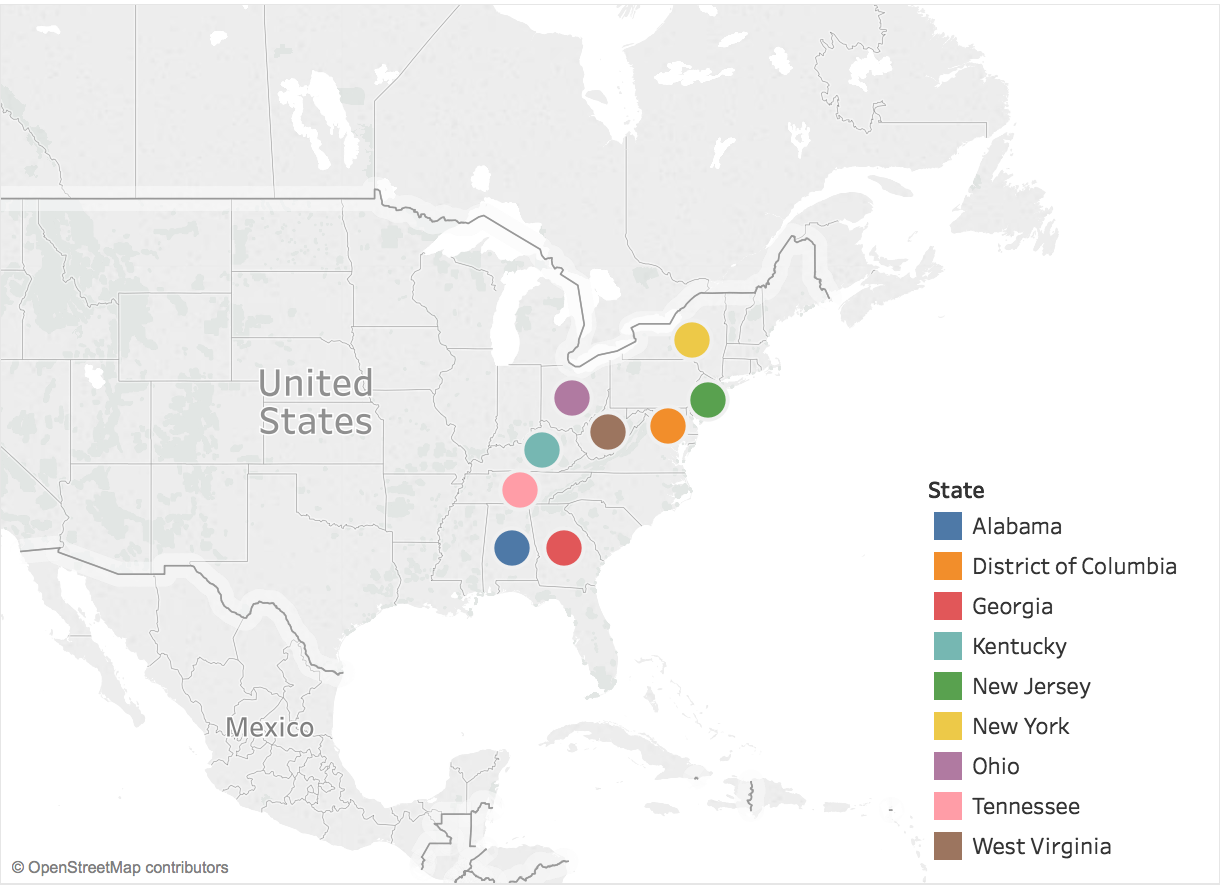 United
States
Mexico
State
Alabama
District of Columbia
Georgia
Kentucky
New Jersey
New York
Ohio
Tennessee
West Virginia
© OpenStreetMap contributors